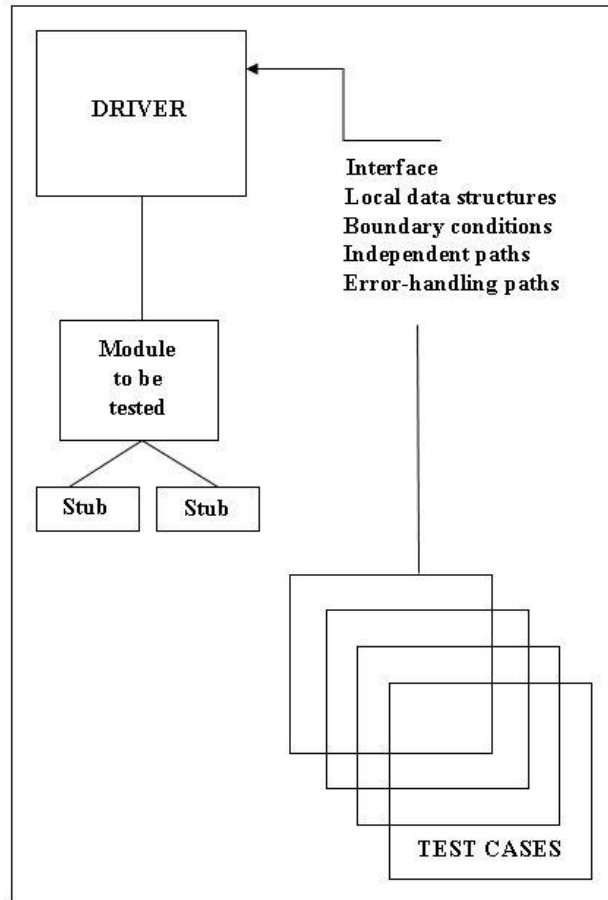 DRIVER
Interface
Local data structures
Boundary conditions
Independent paths
Error-handling paths
Module
to be
tested
Stub
Stub
TEST CASES